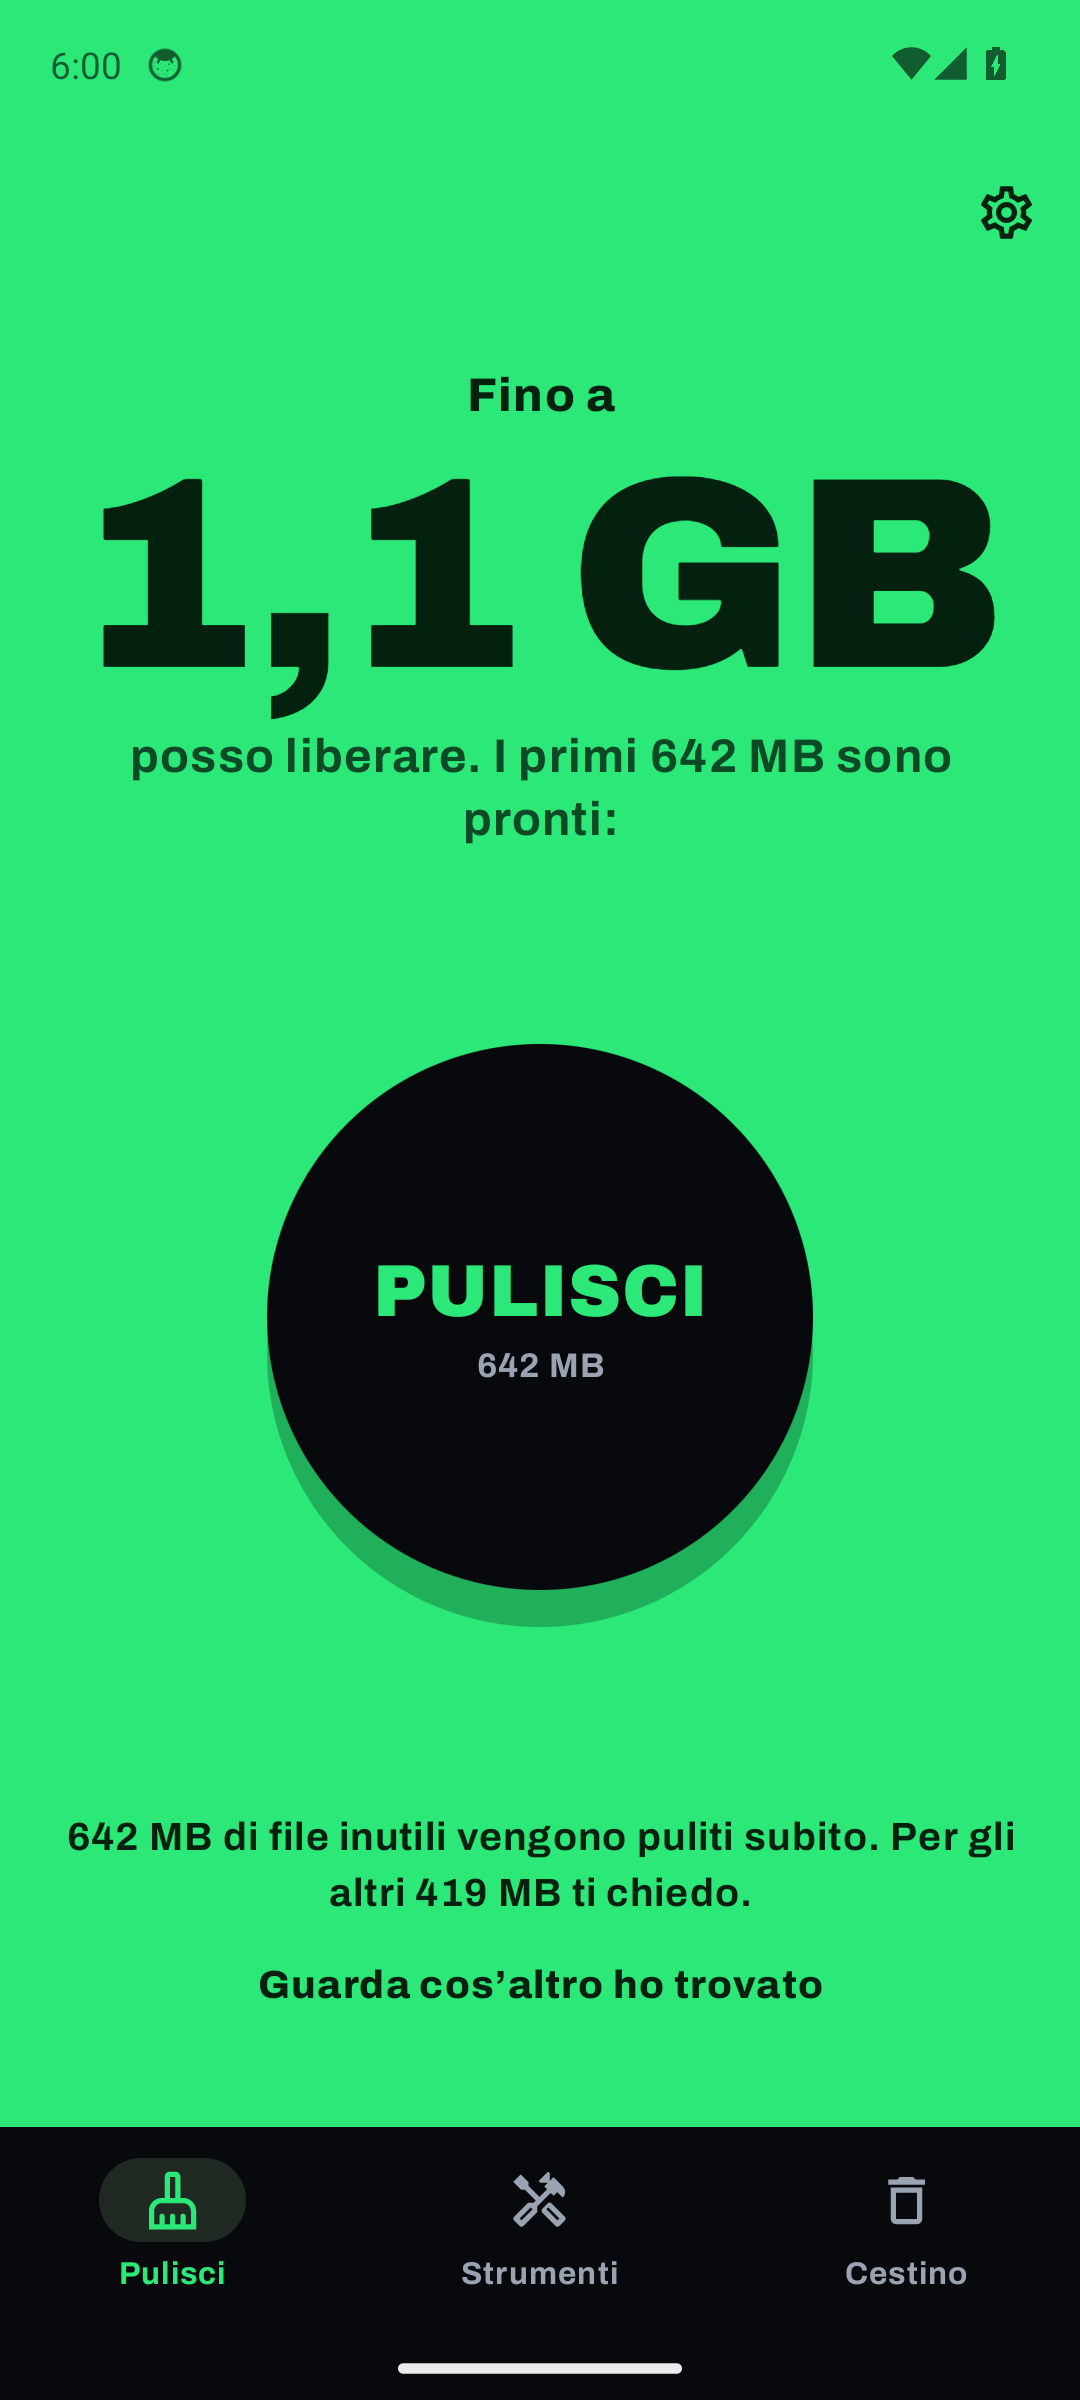 6:00
Fino a
1,1 GB
posso liberare. I primi 642 MB sono
pronti:
PULISCI
642 MB
642 MB di file inutili vengono puliti subito. Per gli
altri 419 MB ti chiedo.
Guarda cos’altro ho trovato
Pulisci
Strumenti
Cestino